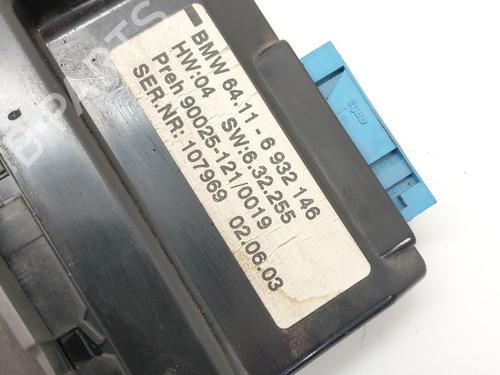 BMW 64.11 - 6 932 146
HW:04 SW:6.32.255
Preh 90025-121/0019
SER.NR: 107969 02.06.03
B-PARTS